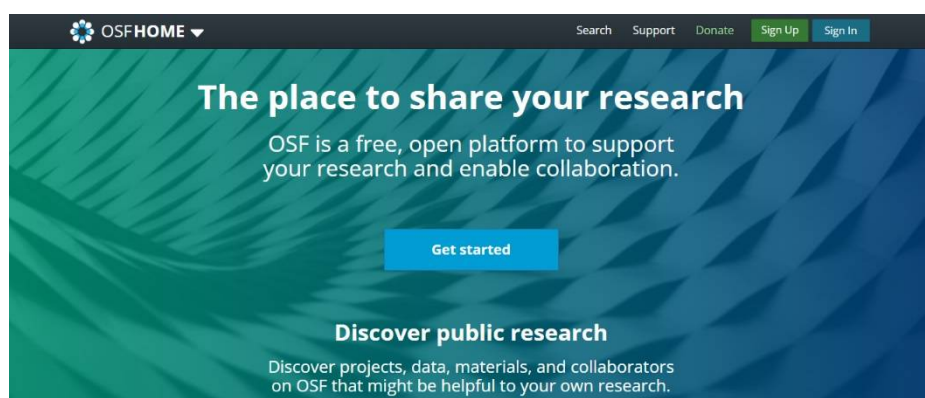 OSFHOME
Search Support Donate Sign Up Sign In
The place to share your research
OSF is a free, open platform to support
your research and enable collaboration.
Get started
Discover public research
Discover projects, data, materials, and collaborators
on OSF that might be helpful to your own research.